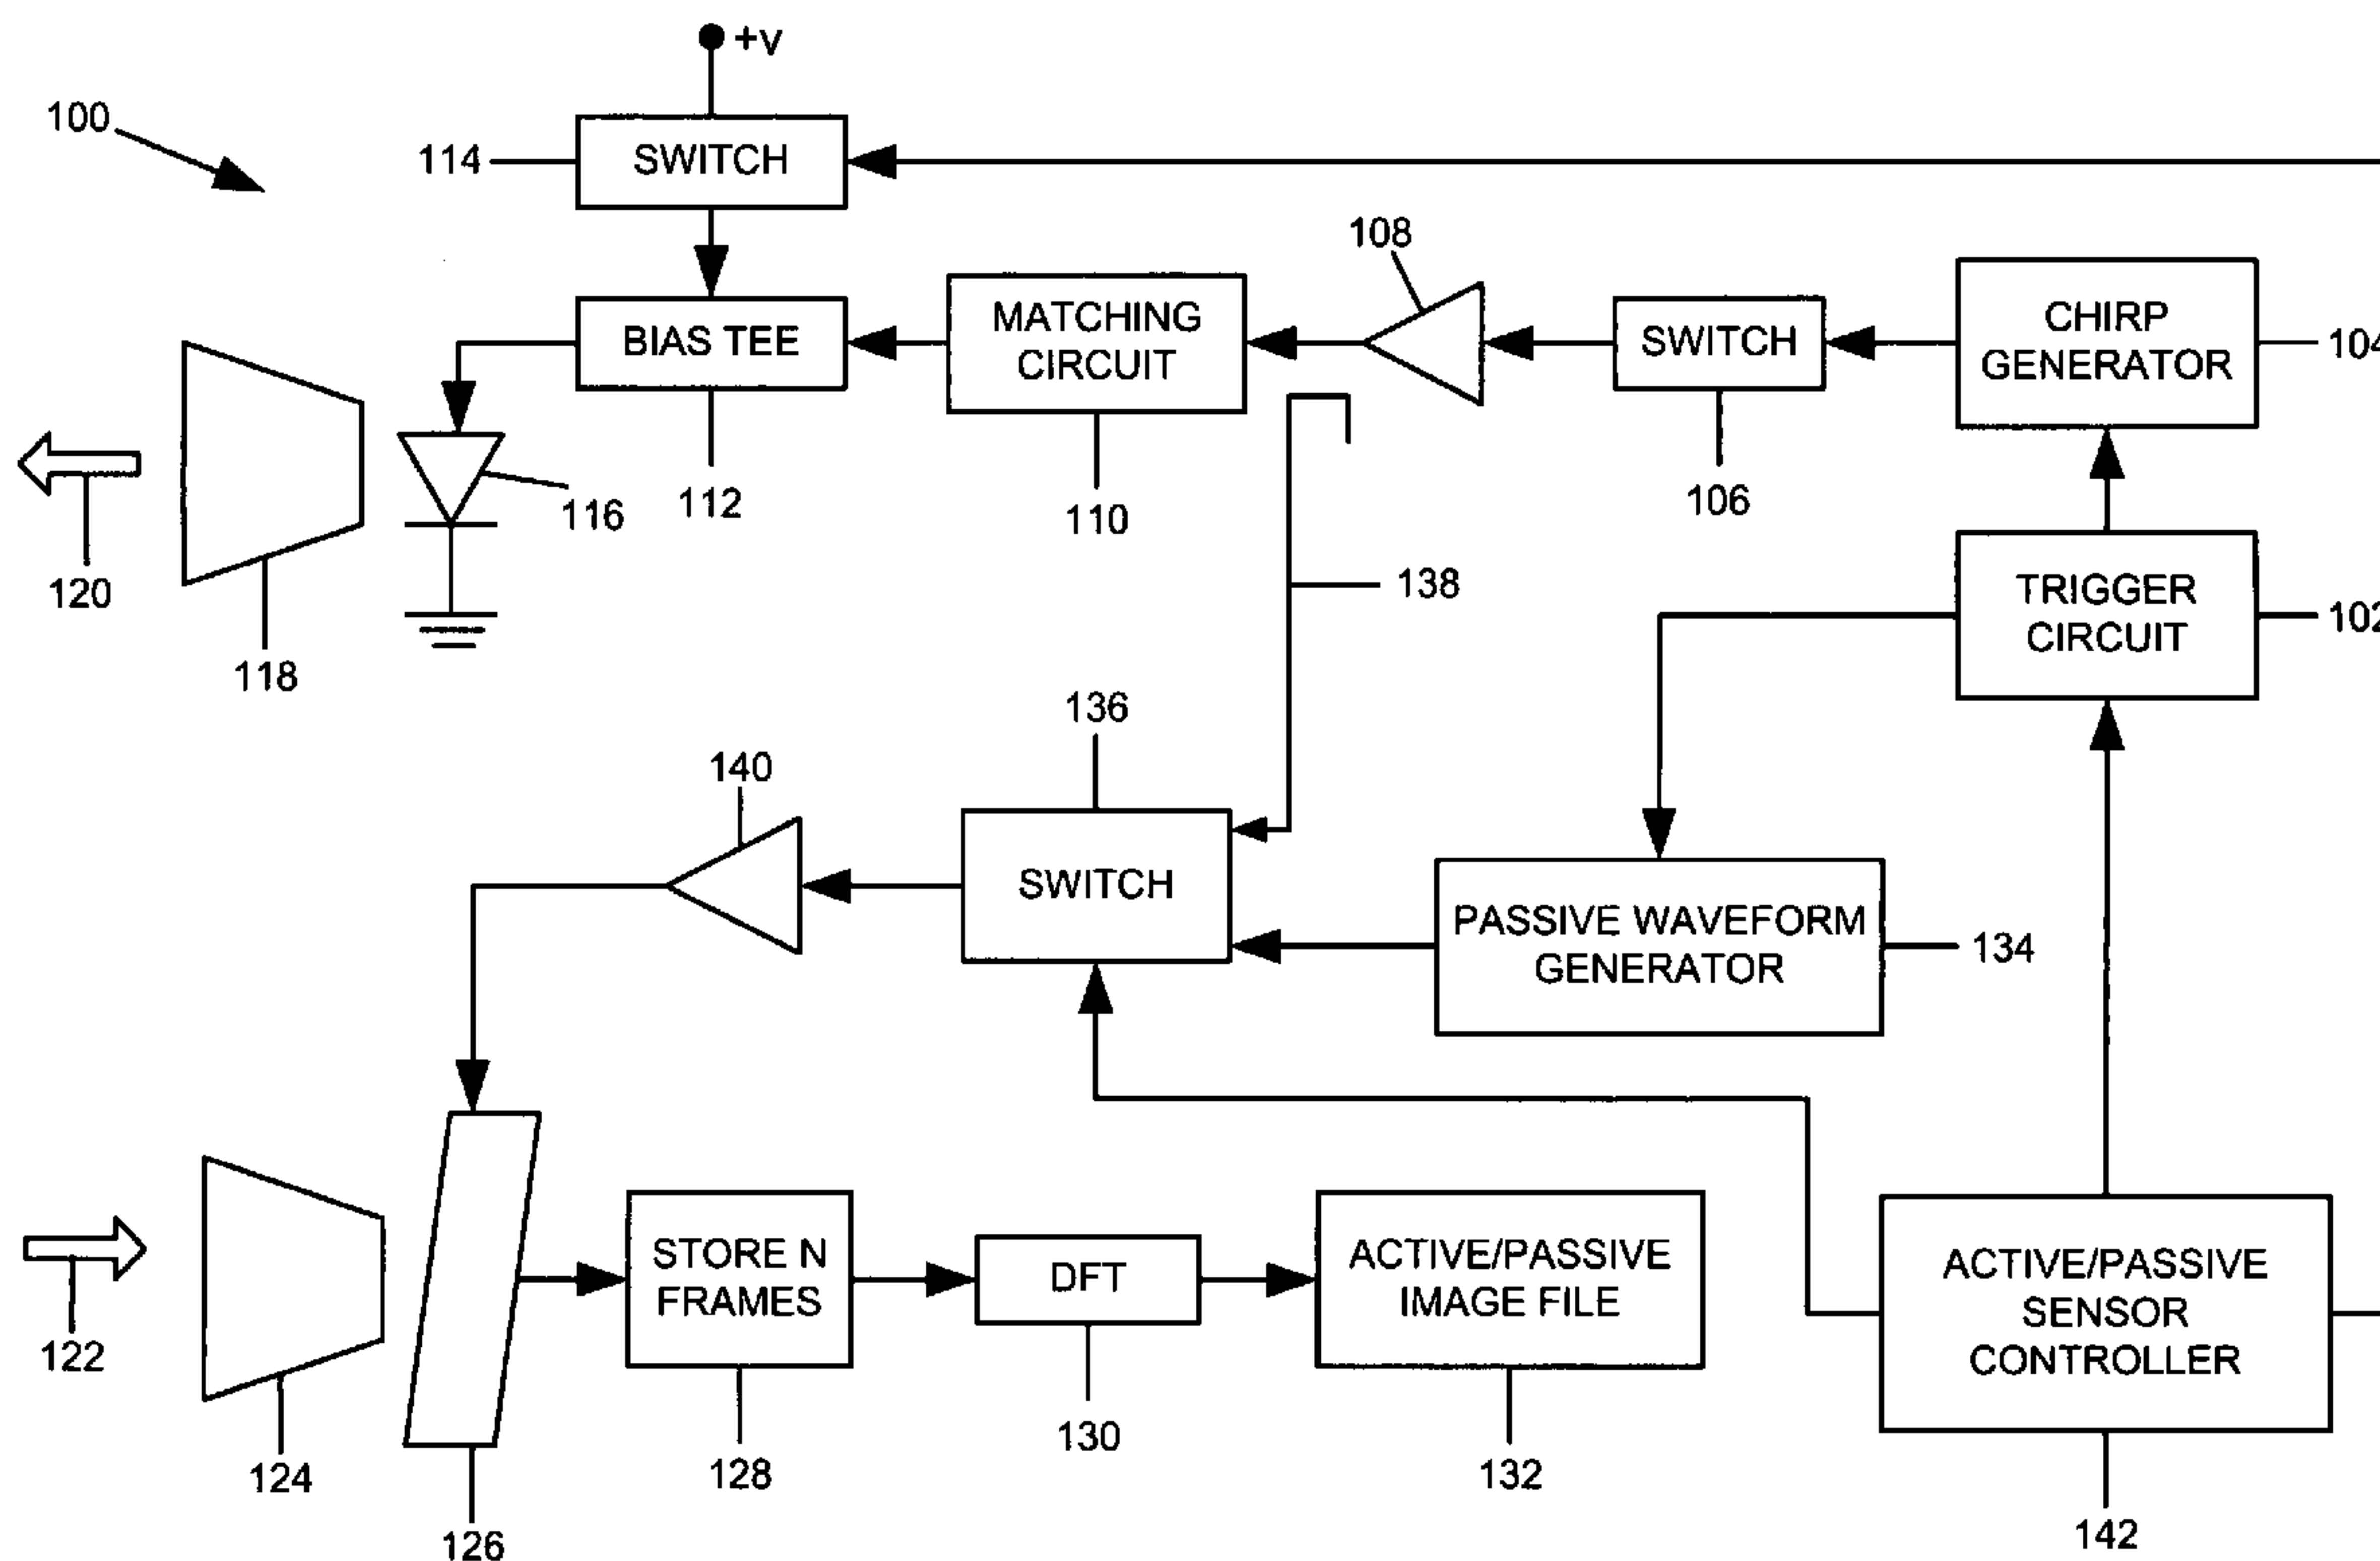 +v
100
114
SWITCH
108
BIAS TEE
MATCHING
CIRCUIT
SWITCH
CHIRP
GENERATOR
104
116
112
110
106
120
118
138
TRIGGER
CIRCUIT
102
136
140
SWITCH
PASSIVE WAVEFORM
GENERATOR
134
122
124
126
STORE N
FRAMES
128
DFT
130
ACTIVE/PASSIVE
IMAGE FILE
132
ACTIVE/PASSIVE
SENSOR
CONTROLLER
142